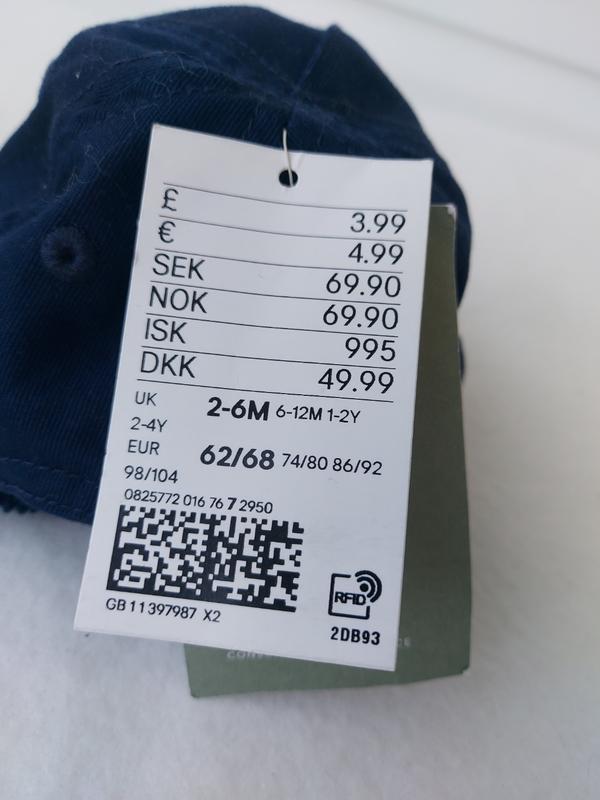 £ 3.99
€ 4.99
SEK 69.90
NOK 69.90
ISK 995
DKK 49.99
UK 2-6M 6-12M 1-2Y
2-4Y
EUR 62/68 74/80 86/92
98/104
0825772 016 76 7 2950
GB11397987 X2
RFID
2DB93